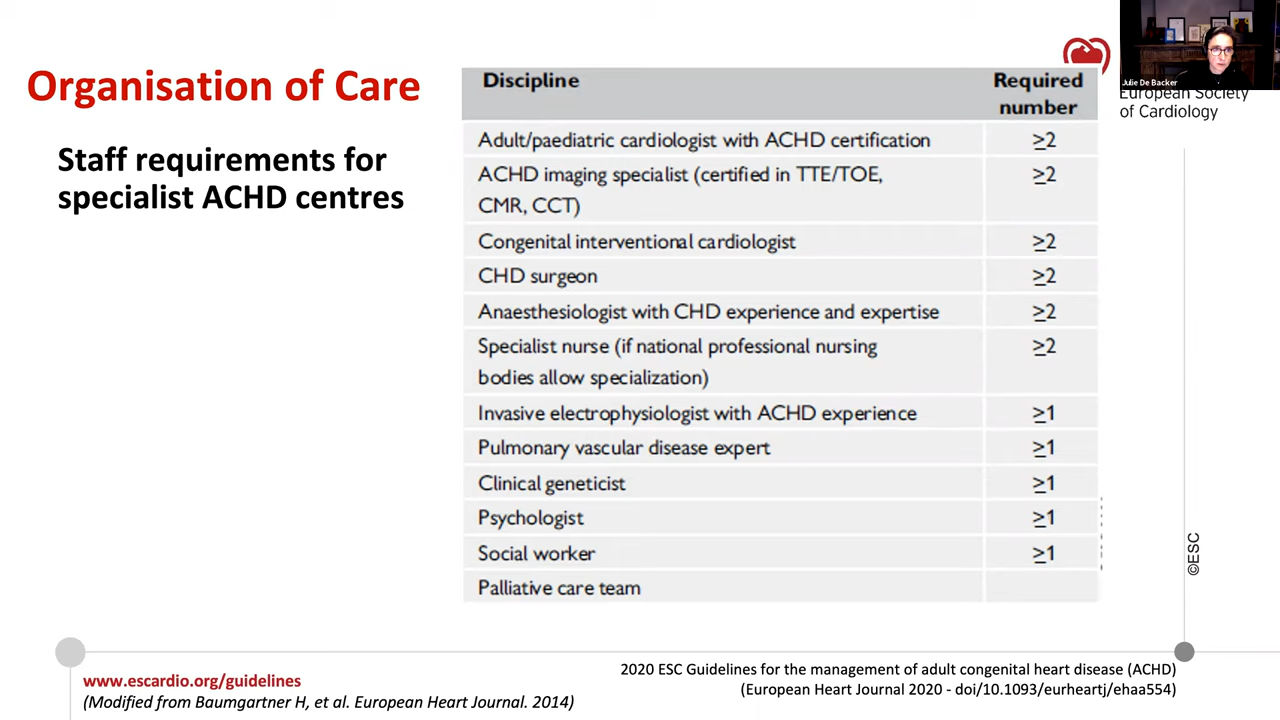 Julie De Backer
European Society
of Cardiology
Organisation of Care
Staff requirements for
specialist ACHD centres
Discipline Required
number
Adult/paediatric cardiologist with ACHD certification ≥2
ACHD imaging specialist (certified in TTE/TOE, ≥2
CMR, CCT)
Congenital interventional cardiologist ≥2
CHD surgeon ≥2
Anaesthesiologist with CHD experience and expertise ≥2
Specialist nurse (if national professional nursing ≥2
bodies allow specialization)
Invasive electrophysiologist with ACHD experience ≥1
Pulmonary vascular disease expert ≥1
Clinical geneticist ≥1
Psychologist ≥1
Social worker ≥1
Palliative care team
©ESC
www.escardio.org/guidelines
(Modified from Baumgartner H, et al. European Heart Journal. 2014)
2020 ESC Guidelines for the management of adult congenital heart disease (ACHD)
(European Heart Journal 2020 - doi/10.1093/eurheartj/ehaa554)